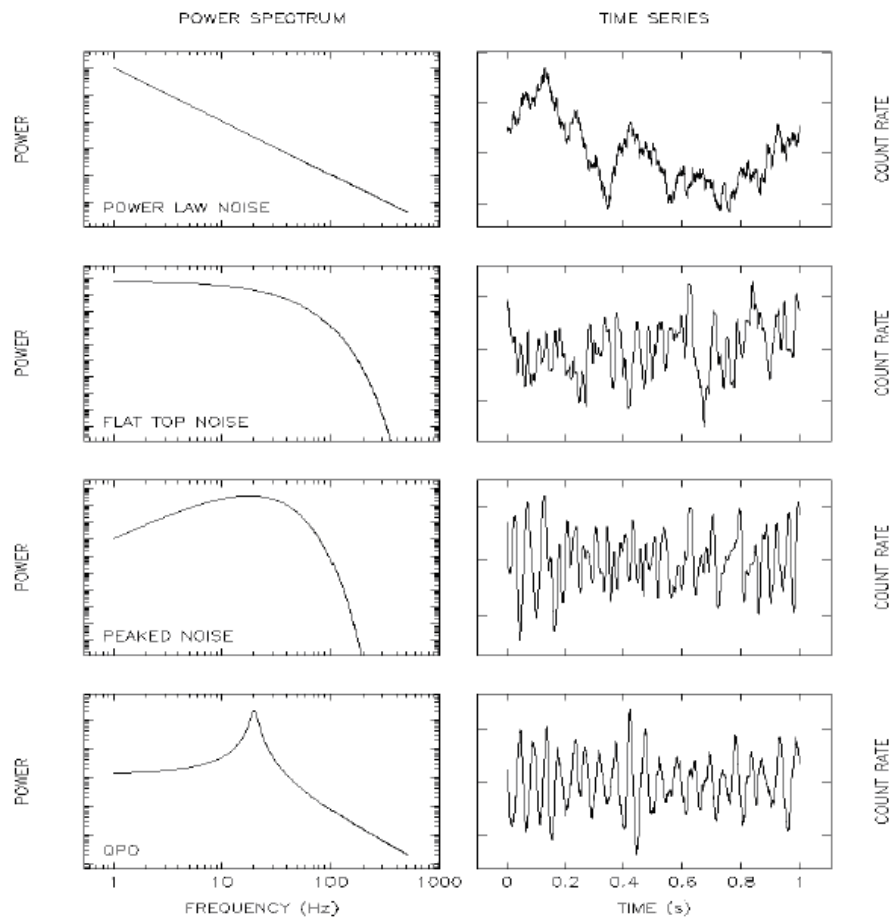 POWER SPECTRUM
TIME SERIES
POWER
POWER LAW NOISE
COUNT RATE
POWER
FLAT TOP NOISE
COUNT RATE
POWER
PEAKED NOISE
COUNT RATE
POWER
QPO
COUNT RATE
1 10 100 1000
0 0.2 0.4 0.6 0.8 1
FREQUENCY (Hz)
TIME (s)